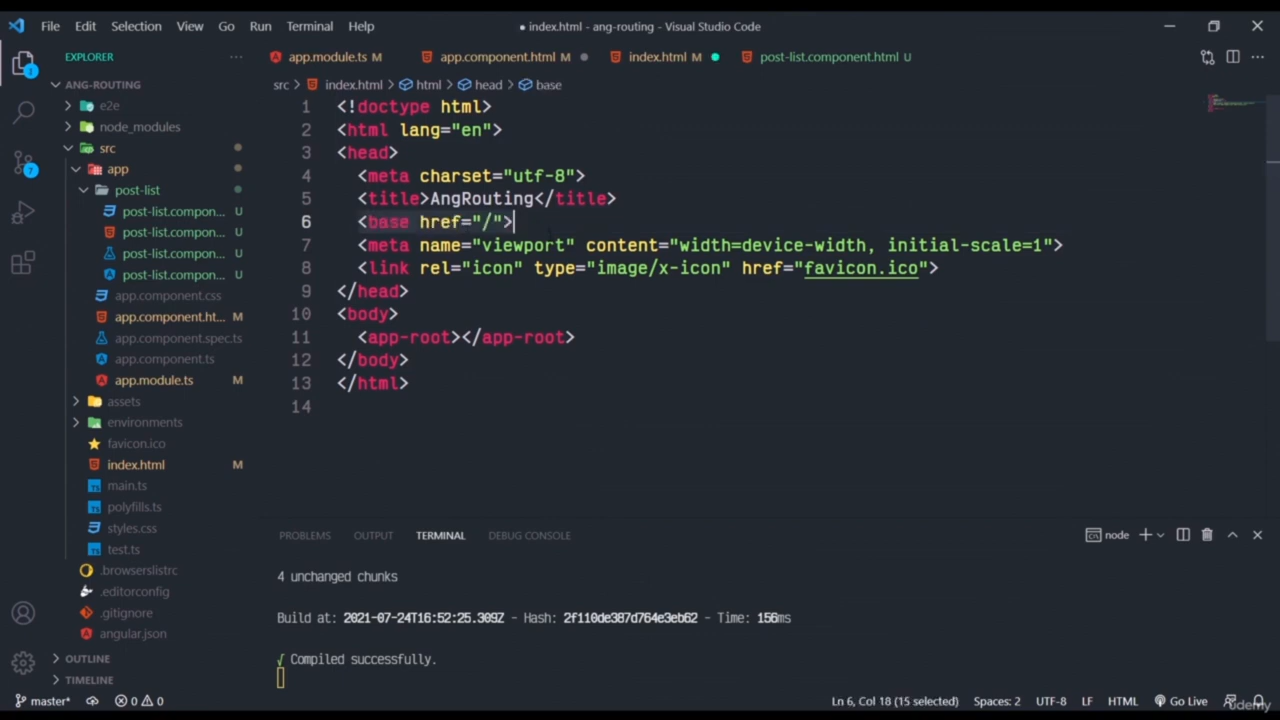 File Edit Selection View Go Run Terminal Help
● index.html - ang-routing - Visual Studio Code
EXPLORER
ANG-ROUTING
e2e
node_modules
src
app
post-list
post-list.compon... U
post-list.compon... U
post-list.compon... U
post-list.compon... U
app.component.css
app.component.ht... M
app.component.spec.ts
app.component.ts
app.module.ts M
assets
environments
favicon.ico
index.html M
main.ts
polyfills.ts
styles.css
test.ts
.browserslistrc
.editorconfig
.gitignore
angular.json
OUTLINE
TIMELINE
1
7
app.module.ts M app.component.html M index.html M post-list.component.html U
src > index.html > html > head > base
1 <!doctype html>
2 <html lang="en">
3 <head>
4 <meta charset="utf-8">
5 <title>AngRouting</title>
6 <base href="/">
7 <meta name="viewport" content="width=device-width, initial-scale=1">
8 <link rel="icon" type="image/x-icon" href="favicon.ico">
9 </head>
10 <body>
11 <app-root></app-root>
12 </body>
13 </html>
14
PROBLEMS OUTPUT TERMINAL DEBUG CONSOLE
node
4 unchanged chunks
Build at: 2021-07-24T16:52:25.309Z - Hash: 2f110de387d764e3eb62 - Time: 156ms
√ Compiled successfully.
master* 0 0
Ln 6, Col 18 (15 selected) Spaces: 2 UTF-8 LF HTML Go Live
Udemy